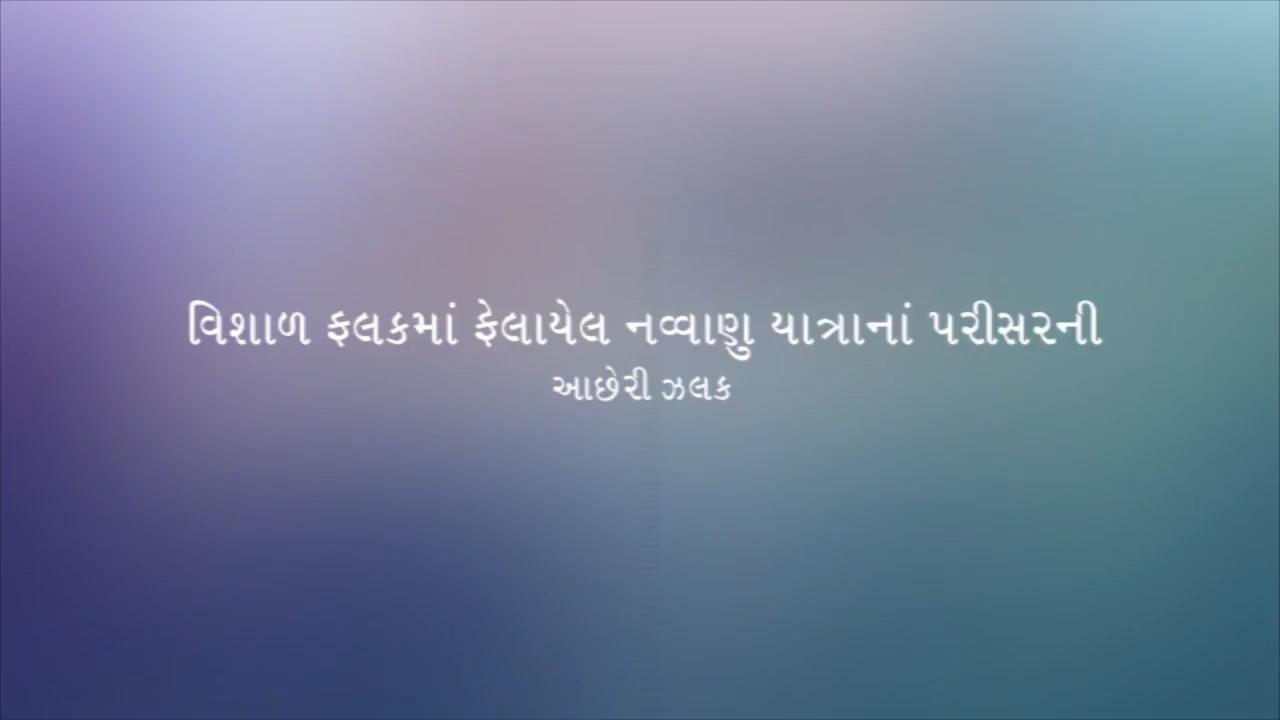 વિશાળ ફલકમાં ફેલાયેલ નવ્વાણુ યાત્રાનાં પરીસરની
આછેરી ઝલક